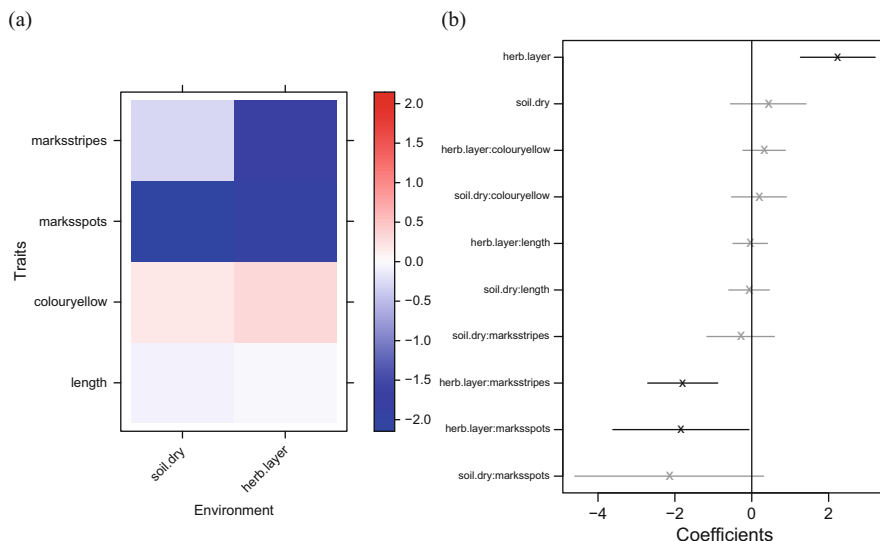 (a)
marksstripes
marksspots
colouryellow
length
Traits
soil.dry
herb.layer
Environment
2.0
1.5
1.0
0.5
0.0
−0.5
−1.0
−1.5
−2.0
(b)
herb.layer
soil.dry
herb.layer:colouryellow
soil.dry:colouryellow
herb.layer:length
soil.dry:length
soil.dry:marksstripes
herb.layer:marksstripes
herb.layer:marksspots
soil.dry:marksspots
−4 −2 0 2
Coefficients